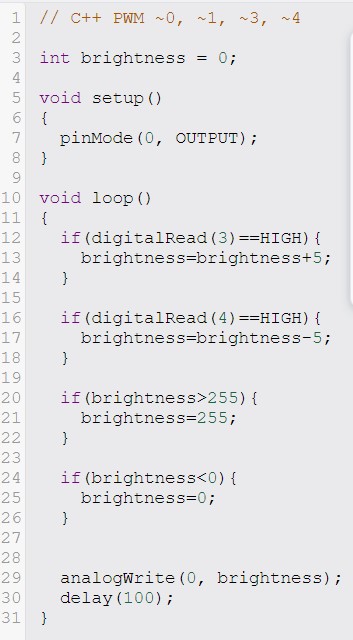 1 // C++ PWM ~0, ~1, ~3, ~4
2
3 int brightness = 0;
4
5 void setup()
6 {
7   pinMode(0, OUTPUT);
8 }
9
10 void loop()
11 {
12   if(digitalRead(3)==HIGH){
13     brightness=brightness+5;
14   }
15
16   if(digitalRead(4)==HIGH){
17     brightness=brightness-5;
18   }
19
20   if(brightness>255){
21     brightness=255;
22   }
23
24   if(brightness<0){
25     brightness=0;
26   }
27
28
29   analogWrite(0, brightness);
30   delay(100);
31 }